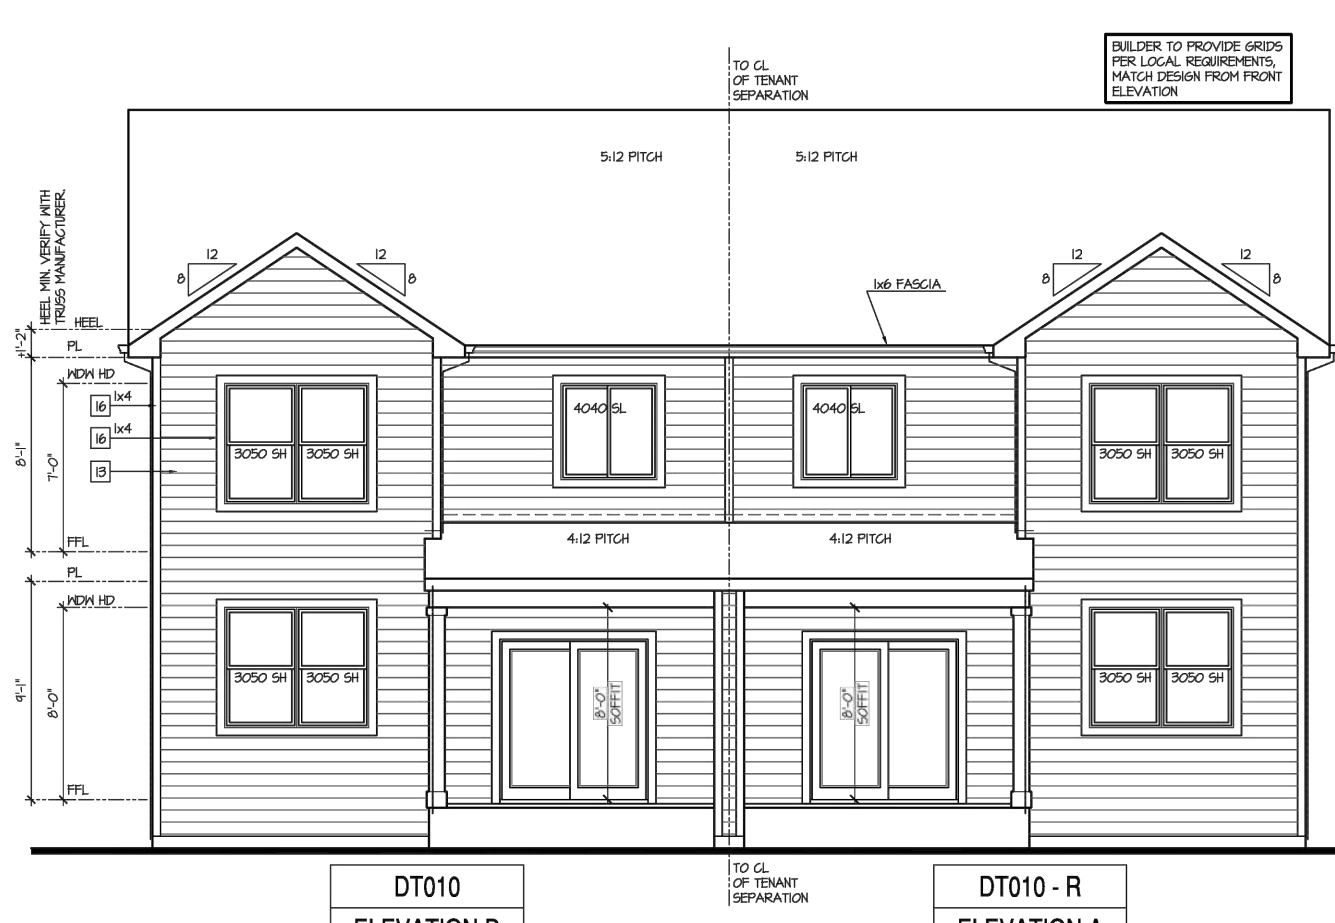 BUILDER TO PROVIDE GRIDS
PER LOCAL REQUIREMENTS,
MATCH DESIGN FROM FRONT
ELEVATION
TO CL
OF TENANT
SEPARATION
5:12 PITCH
5:12 PITCH
HEEL MIN. VERIFY WITH
TRUSS MANUFACTURER.
12
8
12
8
12
8
12
8
1x6 FASCIA
HEEL
±1'-2"
PL
WDW HD
16
1x4
16
1x4
13
8'-1"
7'-0"
3050 SH
3050 SH
4040 SL
4040 SL
3050 SH
3050 SH
FFL
4:12 PITCH
4:12 PITCH
PL
WDW HD
9'-1"
8'-0"
3050 SH
3050 SH
8'-0"
SOFFIT
8'-0"
SOFFIT
3050 SH
3050 SH
FFL
TO CL
OF TENANT
SEPARATION
DT010
DT010 - R
ELEVATION
ELEVATION A